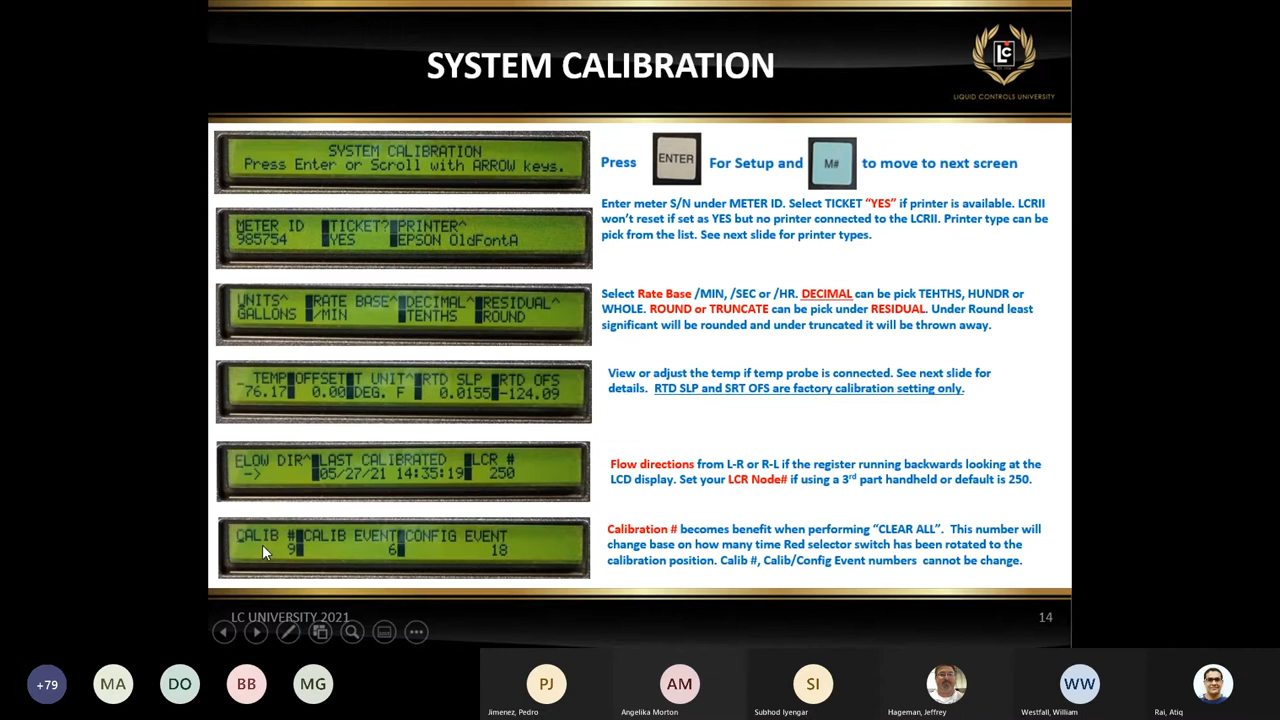 SYSTEM CALIBRATION
LC
LIQUID CONTROLS UNIVERSITY
SYSTEM CALIBRATION
Press Enter or Scroll with ARROW keys.
Press ENTER For Setup and M# to move to next screen
METER ID TICKET? PRINTER^
985754 YES EPSON OldFontA
Enter meter S/N under METER ID. Select TICKET “YES” if printer is available. LCRII
won’t reset if set as YES but no printer connected to the LCRII. Printer type can be
pick from the list. See next slide for printer types.
UNITS^ RATE BASE^ DECIMAL^ RESIDUAL^
GALLONS /MIN TENTHS ROUND
Select Rate Base /MIN, /SEC or /HR. DECIMAL can be pick TEHTHS, HUNDR or
WHOLE. ROUND or TRUNCATE can be pick under RESIDUAL. Under Round least
significant will be rounded and under truncated it will be thrown away.
TEMP OFFSET T UNIT^ RTD SLP RTD OFS
-76.17 0.00 DEG. F 0.0155 -124.09
View or adjust the temp if temp probe is connected. See next slide for
details. RTD SLP and SRT OFS are factory calibration setting only.
FLOW DIR^ LAST CALIBRATED LCR #
-> 05/27/21 14:35:19 250
Flow directions from L-R or R-L if the register running backwards looking at the
LCD display. Set your LCR Node# if using a 3rd part handheld or default is 250.
CALIB # CALIB EVENT CONFIG EVENT
9 6 18
Calibration # becomes benefit when performing “CLEAR ALL”. This number will
change base on how many time Red selector switch has been rotated to the
calibration position. Calib #, Calib/Config Event numbers cannot be change.
LC UNIVERSITY 2021
14
+79 MA DO BB MG PJ AM SI WW
Jimenez, Pedro Angelika Morton Subhod Iyengar Hageman, Jeffrey Westfall, William Rai, Atiq